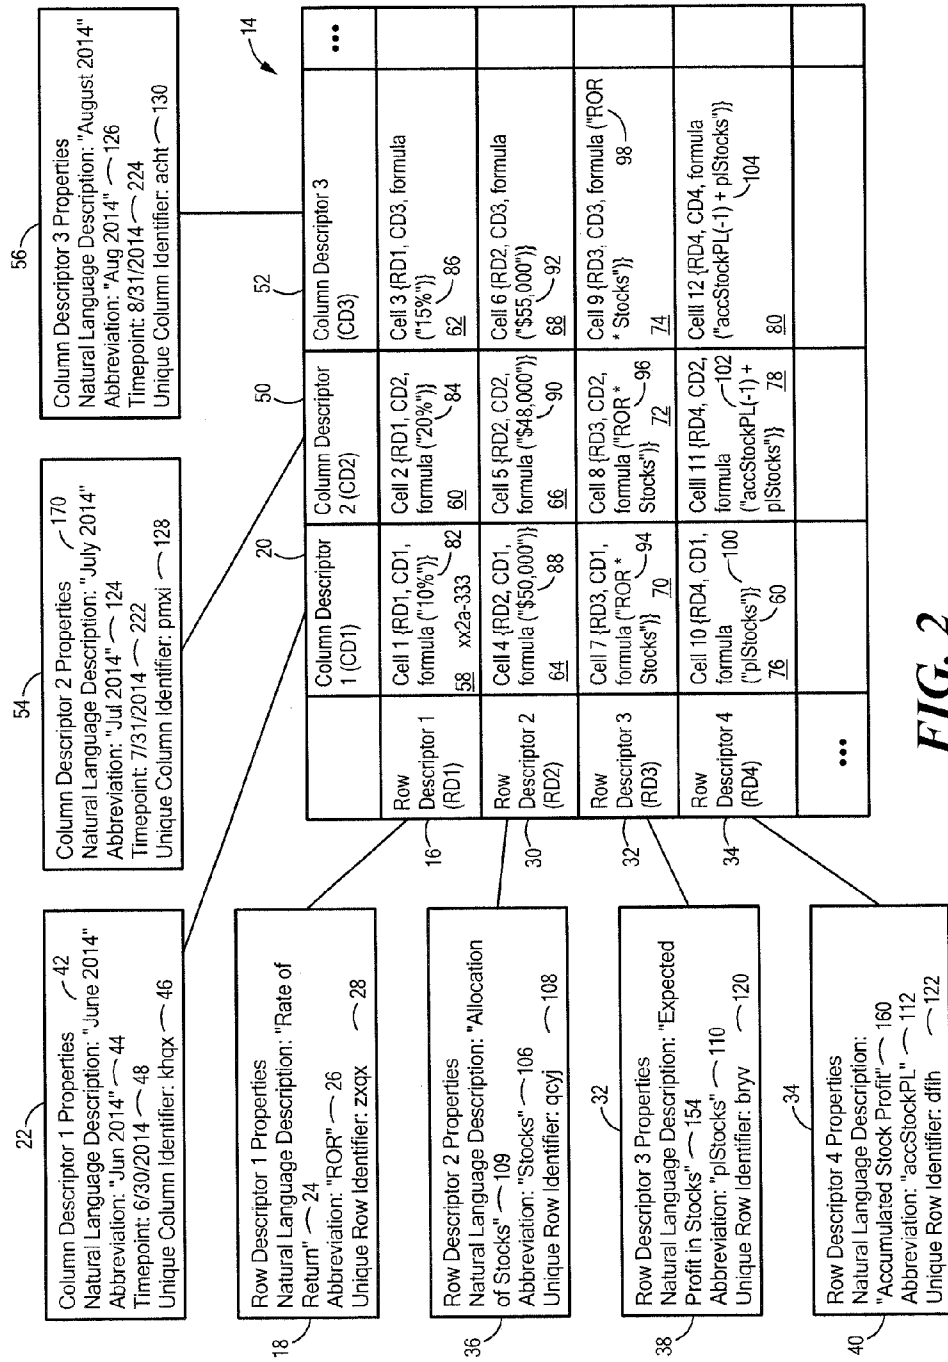 22
Column Descriptor 1 Properties 42
Natural Language Description: "June 2014"
Abbreviation: "Jun 2014" 44
Timepoint: 6/30/2014 48
Unique Column Identifier: khqx 46
54
Column Descriptor 2 Properties 170
Natural Language Description: "July 2014"
Abbreviation: "Jul 2014" 124
Timepoint: 7/31/2014 222
Unique Column Identifier: pmxi 128
56
Column Descriptor 3 Properties
Natural Language Description: "August 2014"
Abbreviation: "Aug 2014" 126
Timepoint: 8/31/2014 224
Unique Column Identifier: acht 130
18
Row Descriptor 1 Properties
Natural Language Description: "Rate of
Return" 24
Abbreviation: "ROR" 26
Unique Row Identifier: zxqx 28
36
Row Descriptor 2 Properties
Natural Language Description: "Allocation
of Stocks" 109
Abbreviation: "Stocks" 106
Unique Row Identifier: qcyj 108
32
38
Row Descriptor 3 Properties
Natural Language Description: "Expected
Profit in Stocks" 154
Abbreviation: "plStocks" 110
Unique Row Identifier: bryv 120
34
40
Row Descriptor 4 Properties
Natural Language Description:
"Accumulated Stock Profit" 160
Abbreviation: "accStockPL" 112
Unique Row Identifier: dfih 122
14
20
50
52
Column Descriptor
1 (CD1)
Column Descriptor
2 (CD2)
Column Descriptor 3
(CD3)
•••
16
Row
Descriptor 1
(RD1)
Cell 1 {RD1, CD1,
formula ("10%")}
58 xx2a-333 82
Cell 2 {RD1, CD2,
formula ("20%")}
60 84
Cell 3 {RD1, CD3, formula
("15%")}
62 86
30
Row
Descriptor 2
(RD2)
Cell 4 {RD2, CD1,
formula ("$50,000")}
64 88
Cell 5 {RD2, CD2,
formula ("$48,000")}
66 90
Cell 6 {RD2, CD3, formula
("$55,000")}
68 92
32
Row
Descriptor 3
(RD3)
Cell 7 {RD3, CD1,
formula ("ROR *
Stocks")} 70 94
Cell 8 {RD3, CD2,
formula ("ROR *
Stocks")} 72 96
Cell 9 {RD3, CD3, formula ("ROR
* Stocks")}
74 98
34
Row
Descriptor 4
(RD4)
Cell 10 {RD4, CD1,
formula
("plStocks")} 100
76 60
Celll 11 {RD4, CD2,
formula 102
("accStockPL(-1) +
plStocks")} 78
Celll 12 {RD4, CD4, formula
("accStockPL(-1) + plStocks")}
80 104
•••
FIG. 2